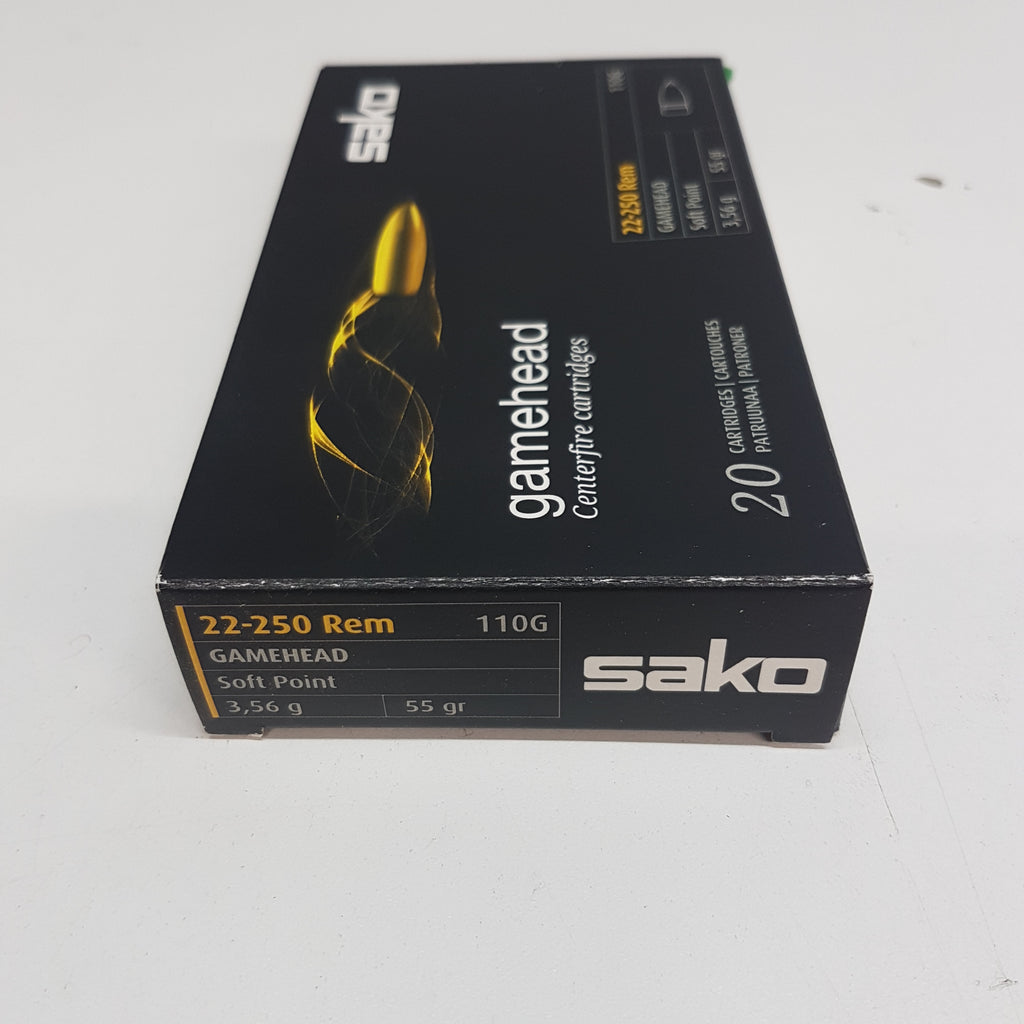 sako
22-250 Rem 110G
GAMEHEAD
Soft Point
3,56 g 55 gr
gamehead
Centerfire cartridges
20 CARTRIDGES | CARTOUCHES
PATRUUNAA | PATRONER
22-250 Rem 110G
GAMEHEAD
Soft Point
3,56 g 55 gr
sako